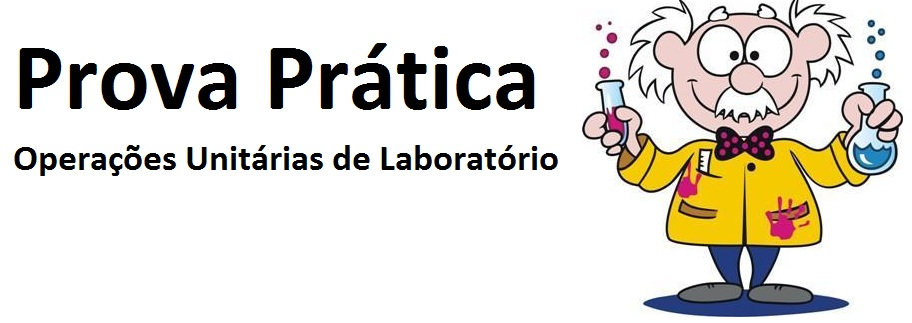 Prova Prática
Operações Unitárias de Laboratório